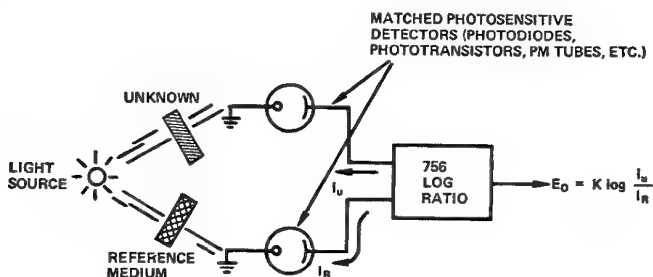 MATCHED PHOTOSENSITIVE
DETECTORS (PHOTODIODES,
PHOTOTRANSISTORS, PM TUBES, ETC.)
UNKNOWN
LIGHT
SOURCE
756
LOG
RATIO
iu
E0 = K log iu / iR
REFERENCE
MEDIUM
IR